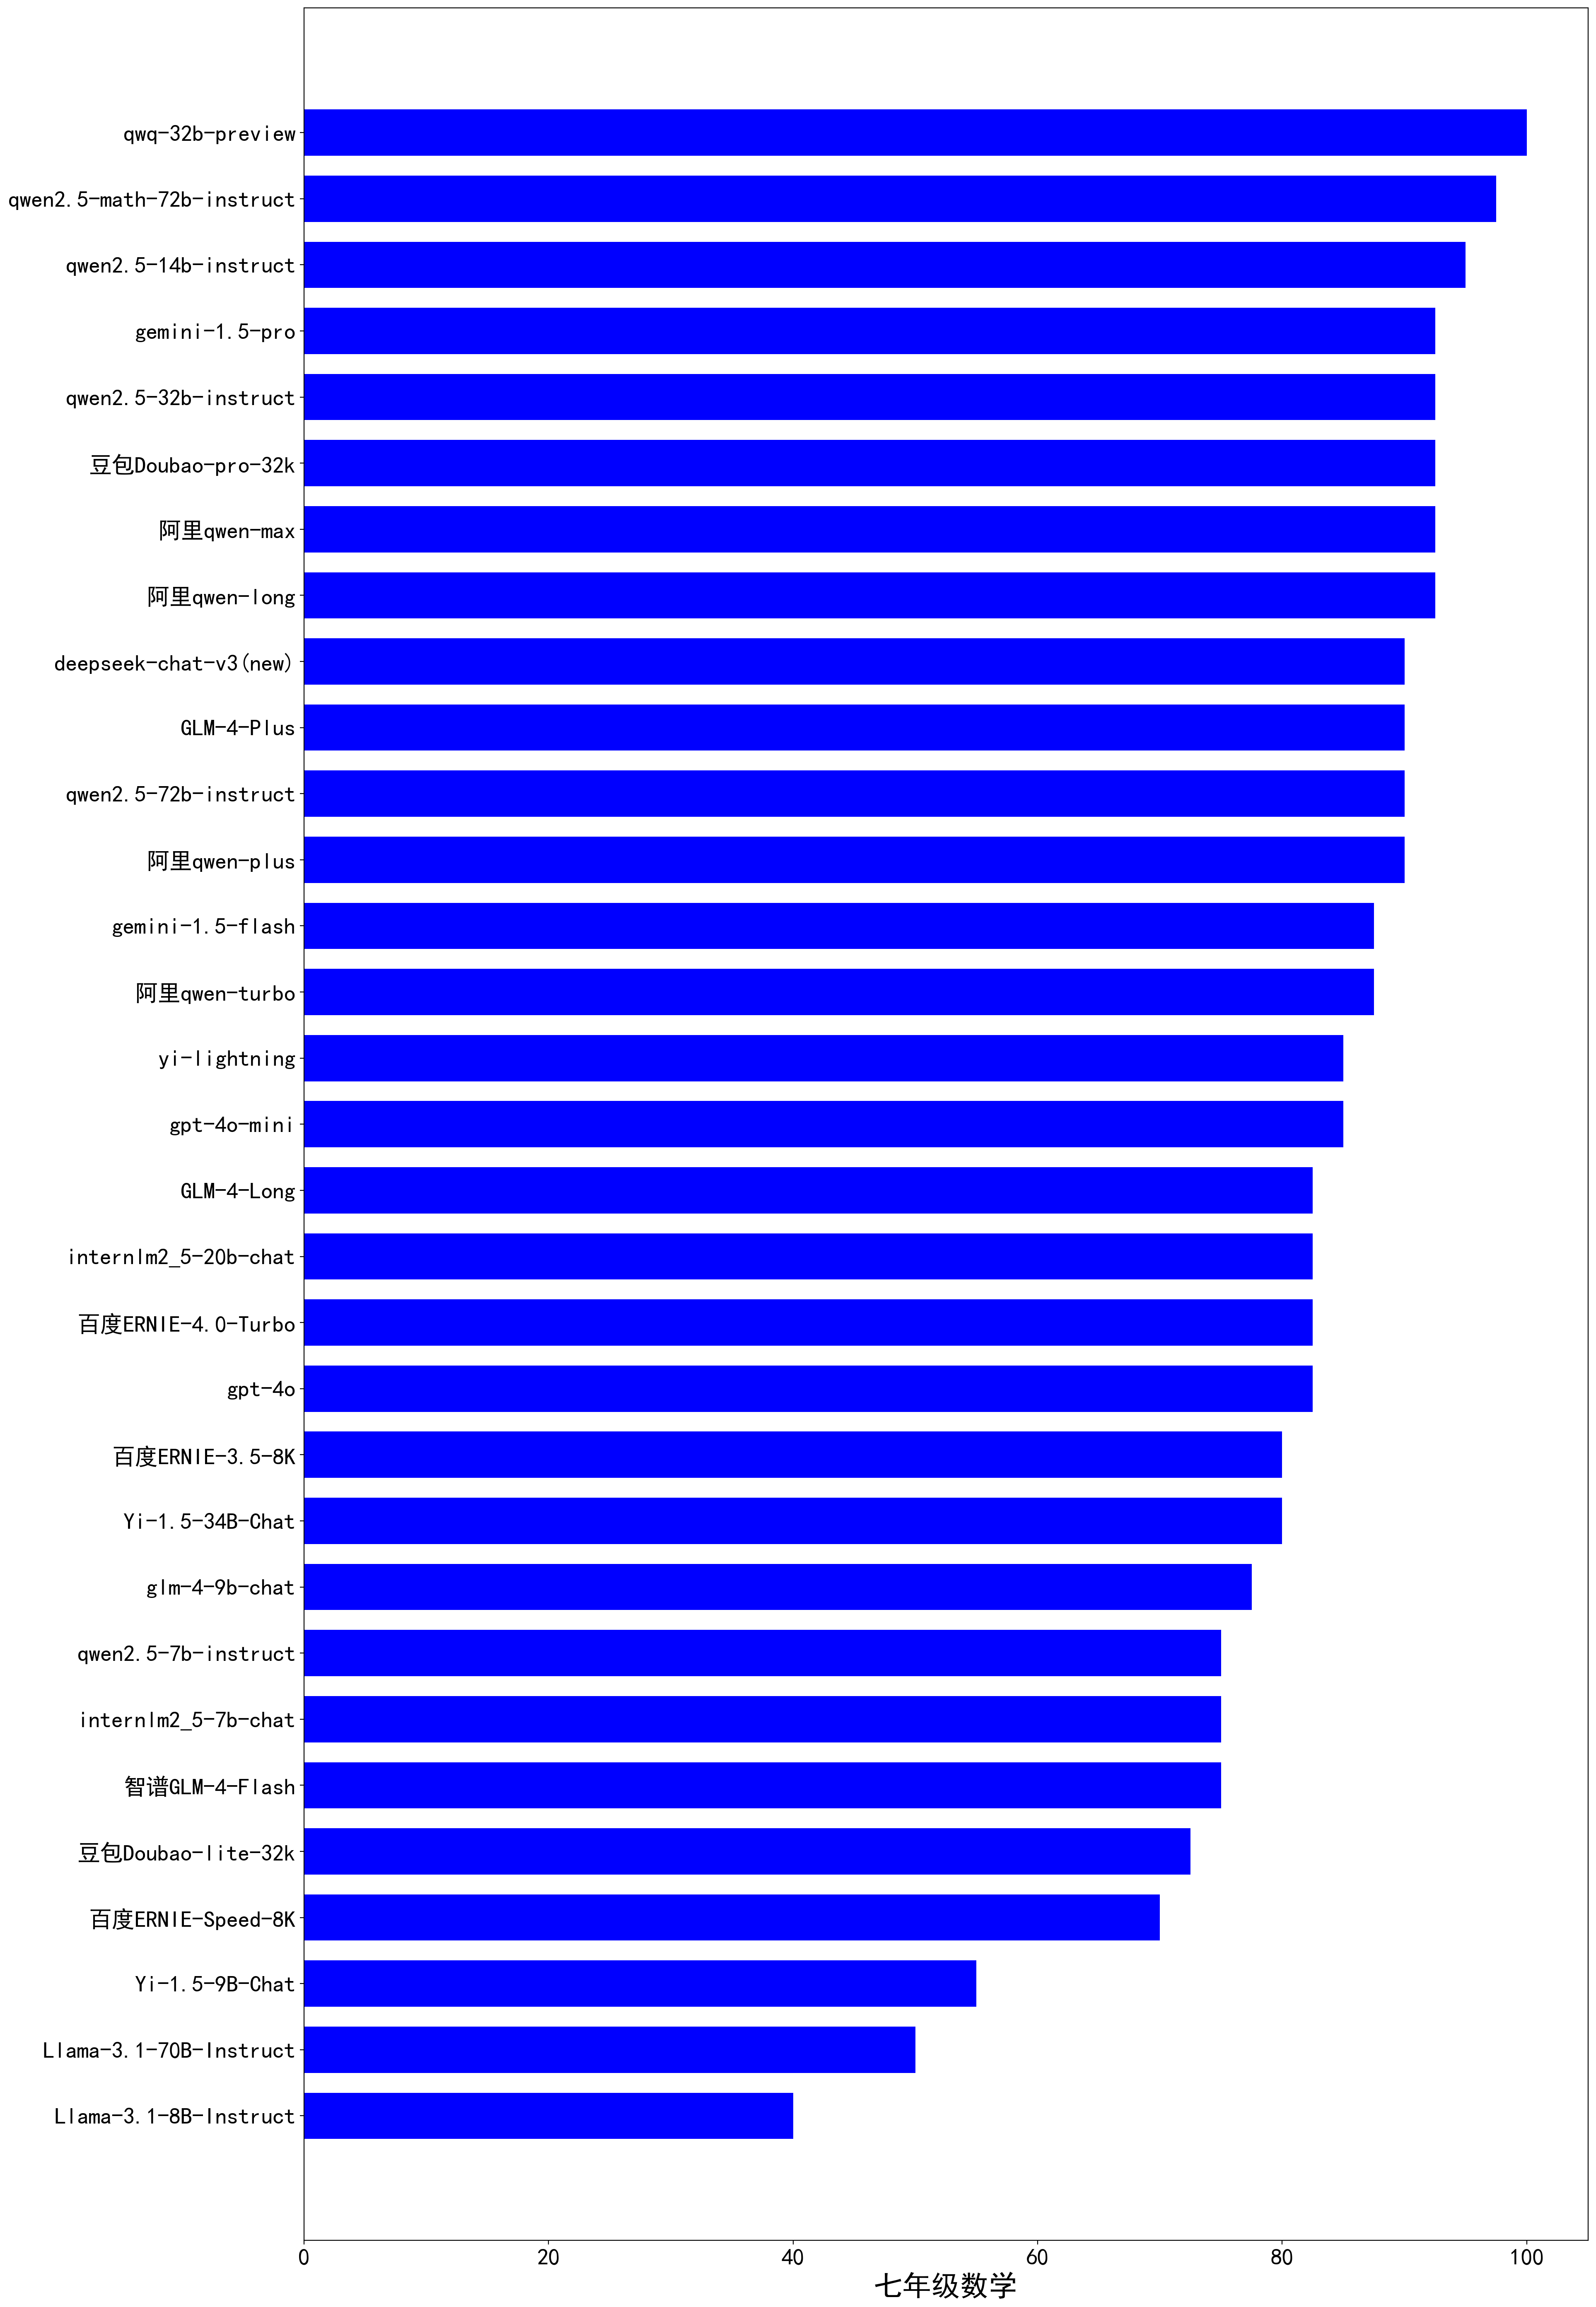 qwq-32b-preview
qwen2.5-math-72b-instruct
qwen2.5-14b-instruct
gemini-1.5-pro
qwen2.5-32b-instruct
豆包Doubao-pro-32k
阿里qwen-max
阿里qwen-long
deepseek-chat-v3(new)
GLM-4-Plus
qwen2.5-72b-instruct
阿里qwen-plus
gemini-1.5-flash
阿里qwen-turbo
yi-lightning
gpt-4o-mini
GLM-4-Long
internlm2_5-20b-chat
百度ERNIE-4.0-Turbo
gpt-4o
百度ERNIE-3.5-8K
Yi-1.5-34B-Chat
glm-4-9b-chat
qwen2.5-7b-instruct
internlm2_5-7b-chat
智谱GLM-4-Flash
豆包Doubao-lite-32k
百度ERNIE-Speed-8K
Yi-1.5-9B-Chat
Llama-3.1-70B-Instruct
Llama-3.1-8B-Instruct
0 20 40 60 80 100
七年级数学